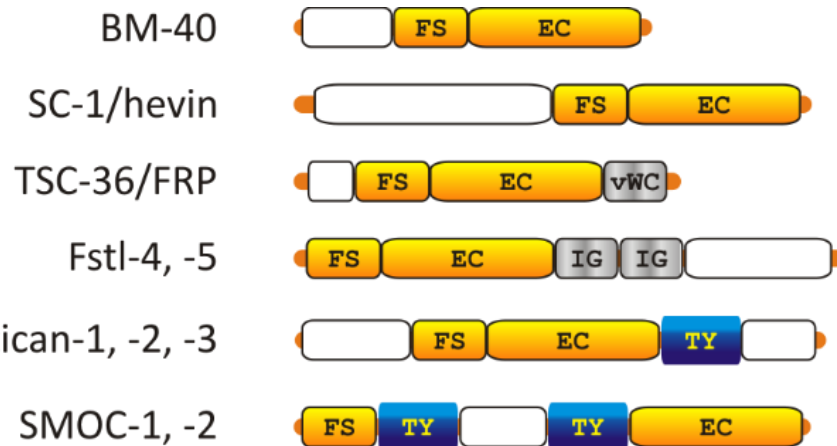 BM-40 FS EC
SC-1/hevin FS EC
TSC-36/FRP FS EC vWC
Fstl-4, -5 FS EC IG IG
ican-1, -2, -3 FS EC TY
SMOC-1, -2 FS TY TY EC